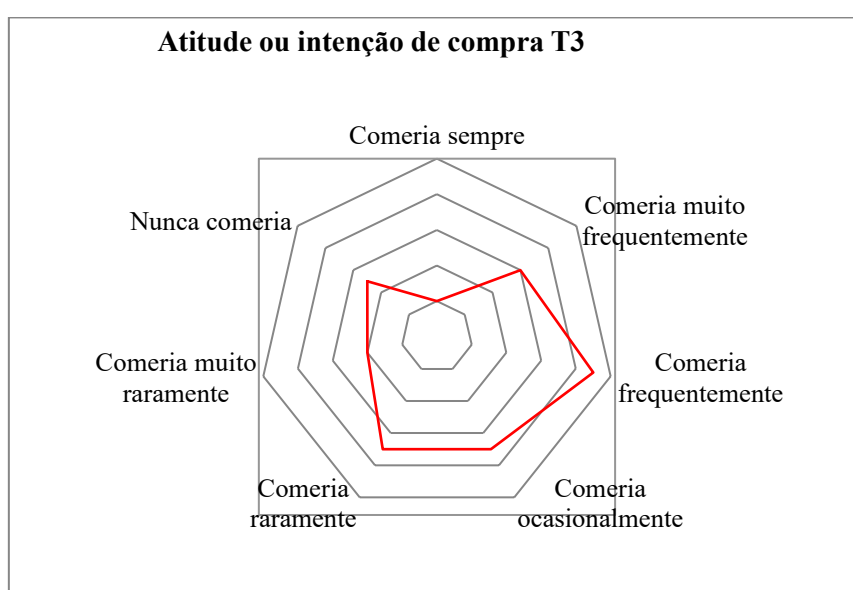 Atitude ou intenção de compra T3
Comeria sempre
Comeria muito
frequentemente
Comeria
frequentemente
Comeria
ocasionalmente
Comeria
raramente
Comeria muito
raramente
Nunca comeria